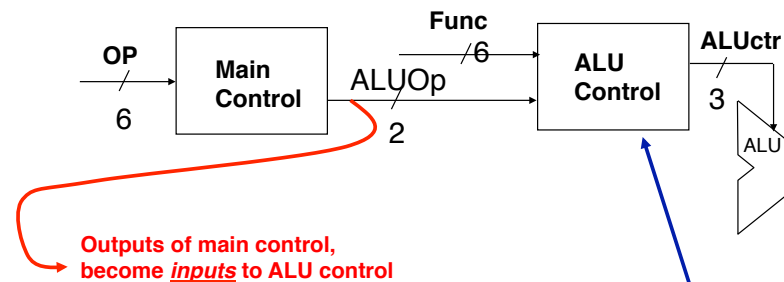 OP
6
Main
Control
ALUOp
2
Func
6
ALU
Control
ALUctr
3
ALU
Outputs of main control,
become inputs to ALU control